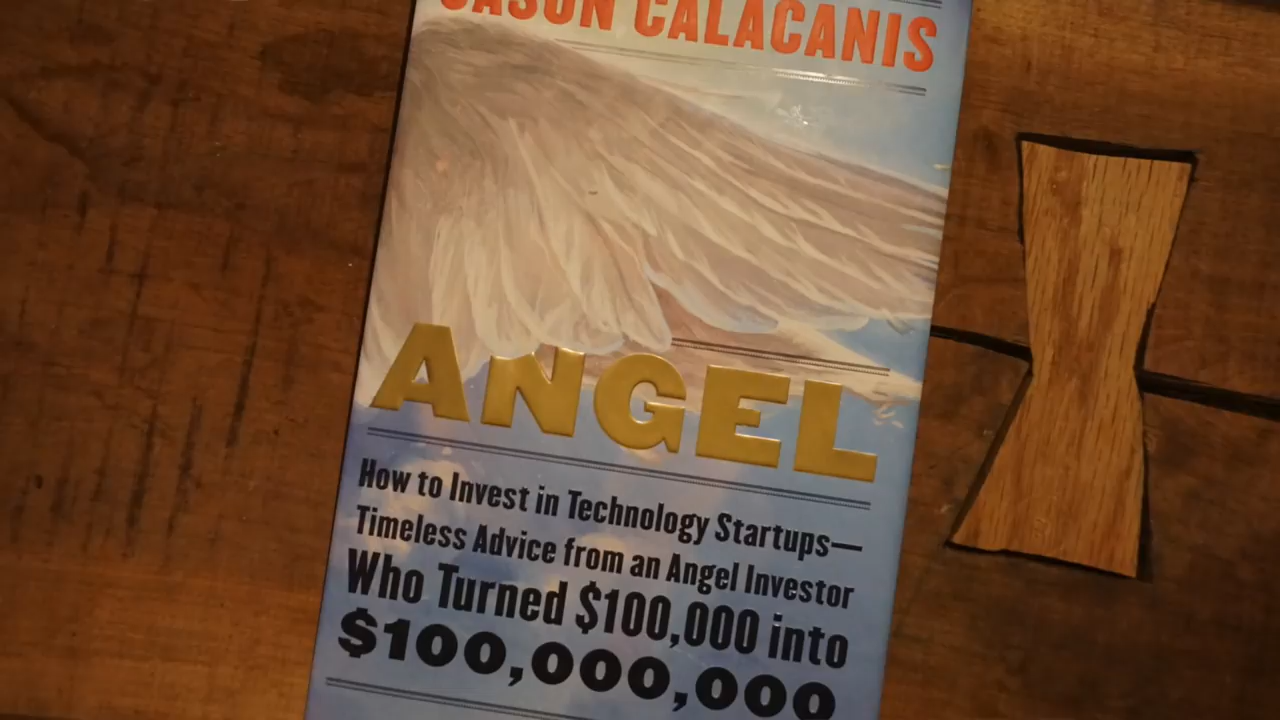 JASON CALACANIS
ANGEL
How to Invest in Technology Startups—
Timeless Advice from an Angel Investor
Who Turned $100,000 into
$100,000,000